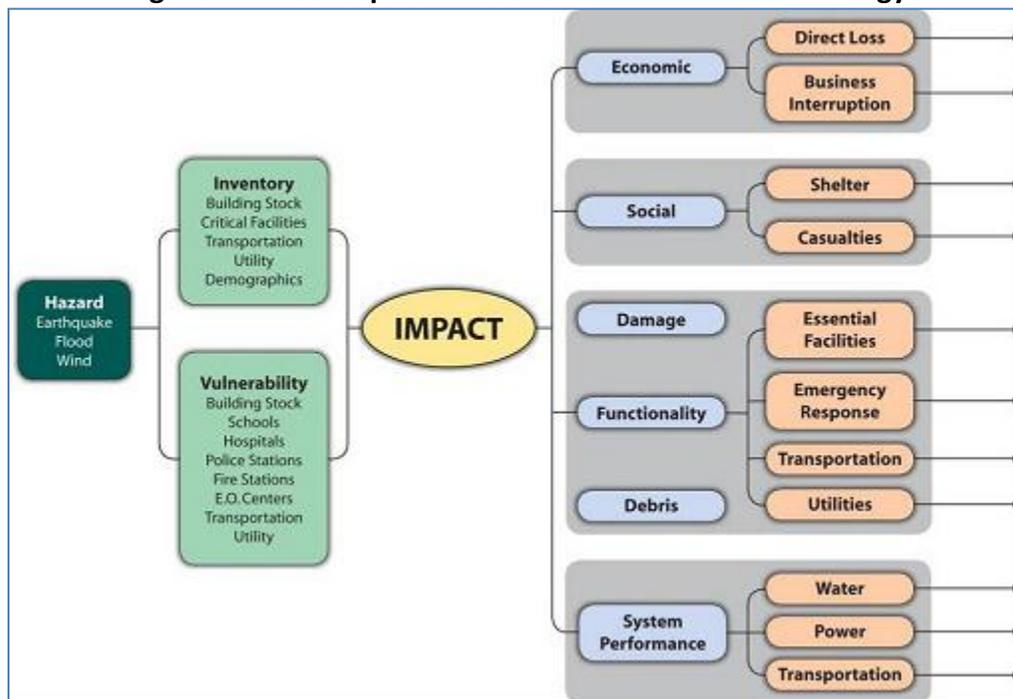 Hazard
Earthquake
Flood
Wind
Inventory
Building Stock
Critical Facilities
Transportation
Utility
Demographics
Vulnerability
Building Stock
Schools
Hospitals
Police Stations
Fire Stations
E.O. Centers
Transportation
Utility
IMPACT
Economic
Direct Loss
Business
Interruption
Social
Shelter
Casualties
Damage
Functionality
Debris
Essential
Facilities
Emergency
Response
Transportation
Utilities
System
Performance
Water
Power
Transportation